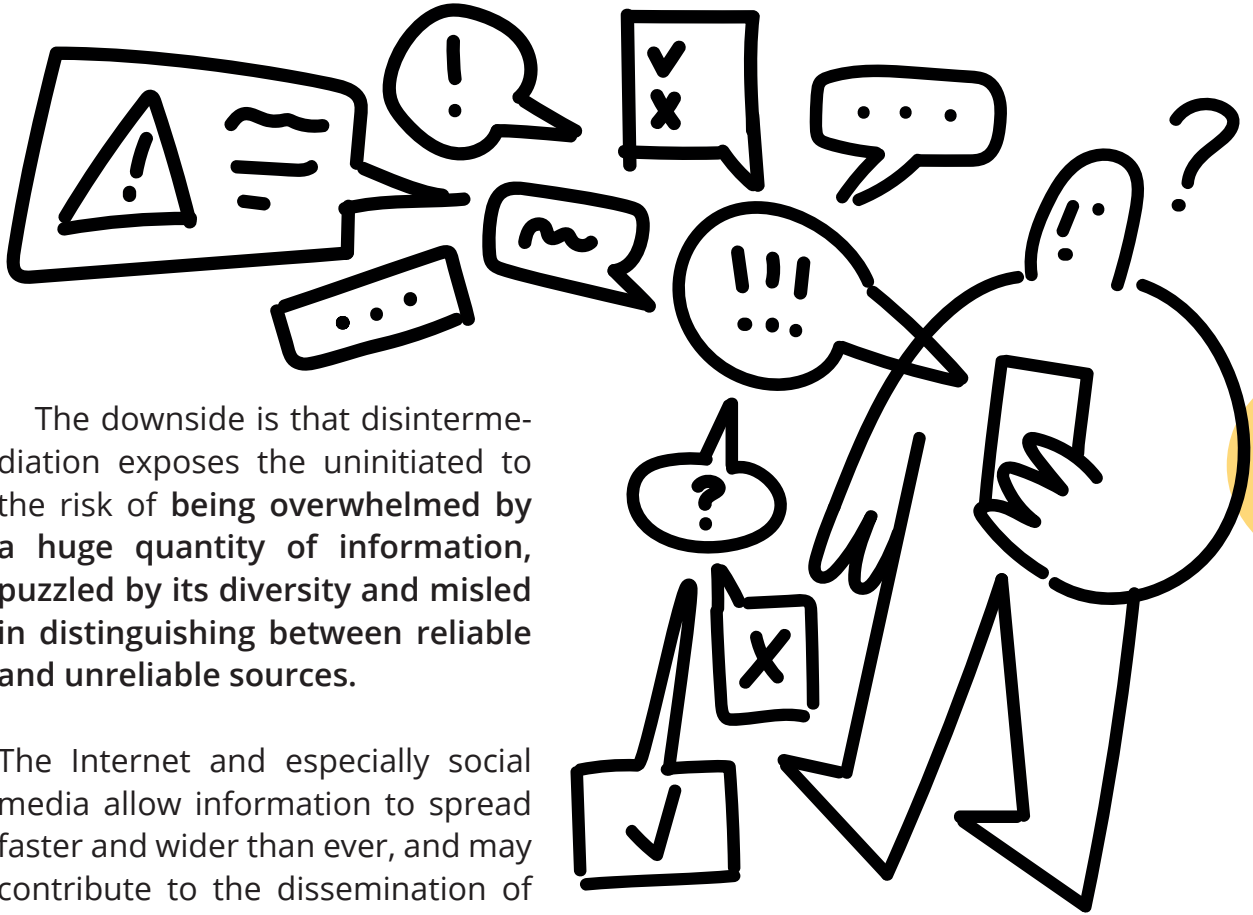 The downside is that disinterme-
diation exposes the uninitiated to
the risk of being overwhelmed by
a huge quantity of information,
puzzled by its diversity and misled
in distinguishing between reliable
and unreliable sources.
The Internet and especially social
media allow information to spread
faster and wider than ever, and may
contribute to the dissemination of